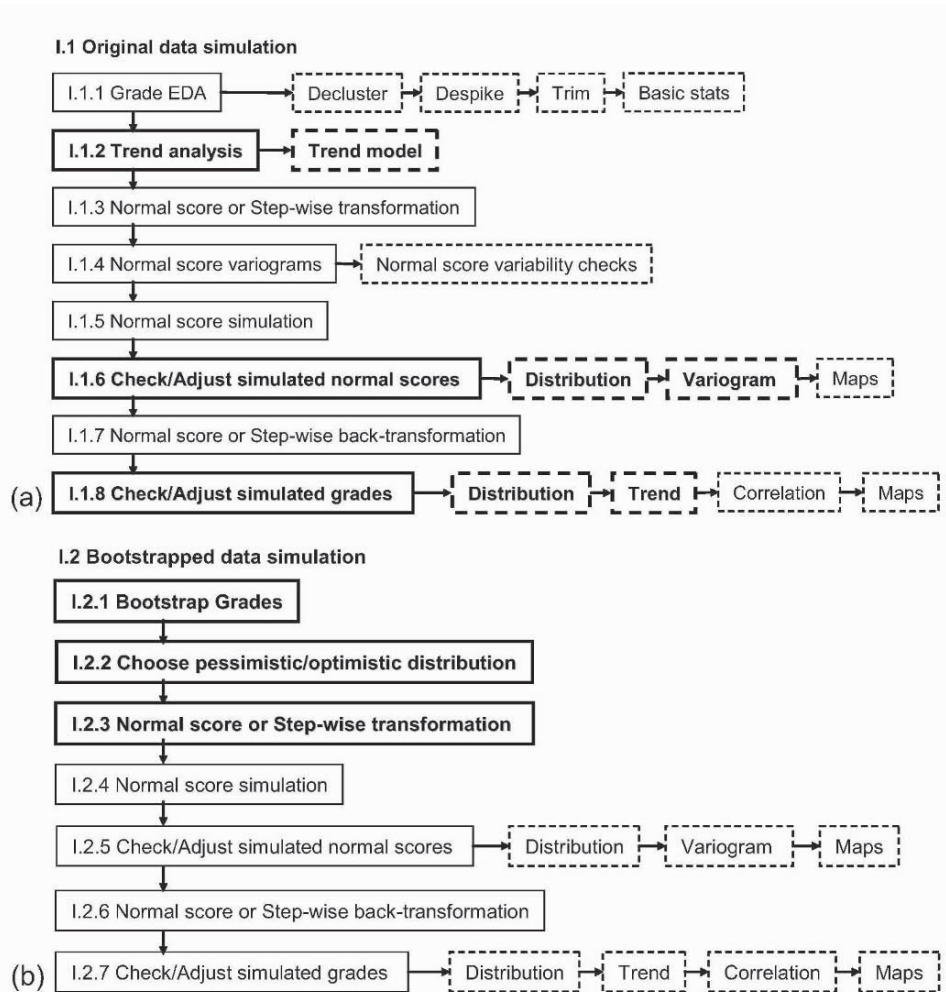 I.1 Original data simulation
I.1.1 Grade EDA
Decluster
Despike
Trim
Basic stats
I.1.2 Trend analysis
Trend model
I.1.3 Normal score or Step-wise transformation
I.1.4 Normal score variograms
Normal score variability checks
I.1.5 Normal score simulation
I.1.6 Check/Adjust simulated normal scores
Distribution
Variogram
Maps
I.1.7 Normal score or Step-wise back-transformation
(a)
I.1.8 Check/Adjust simulated grades
Distribution
Trend
Correlation
Maps
I.2 Bootstrapped data simulation
I.2.1 Bootstrap Grades
I.2.2 Choose pessimistic/optimistic distribution
I.2.3 Normal score or Step-wise transformation
I.2.4 Normal score simulation
I.2.5 Check/Adjust simulated normal scores
Distribution
Variogram
Maps
I.2.6 Normal score or Step-wise back-transformation
(b)
I.2.7 Check/Adjust simulated grades
Distribution
Trend
Correlation
Maps